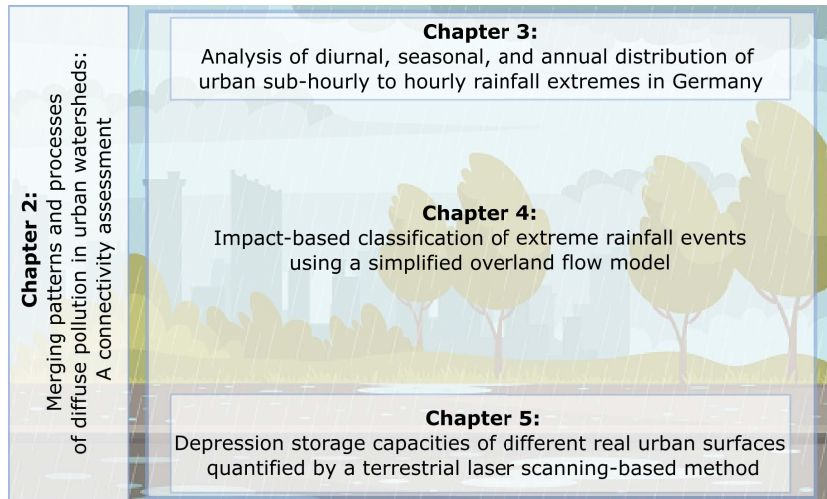 Chapter 2:
Merging patterns and processes
of diffuse pollution in urban watersheds:
A connectivity assessment
Chapter 3:
Analysis of diurnal, seasonal, and annual distribution of
urban sub-hourly to hourly rainfall extremes in Germany
Chapter 4:
Impact-based classification of extreme rainfall events
using a simplified overland flow model
Chapter 5:
Depression storage capacities of different real urban surfaces
quantified by a terrestrial laser scanning-based method